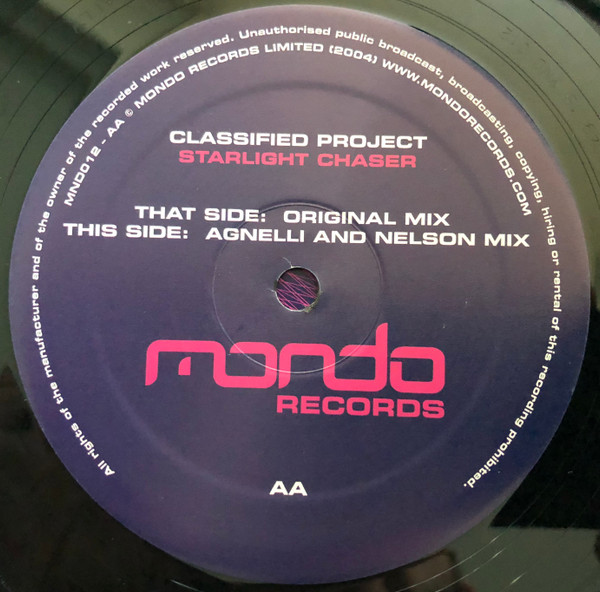 All rights of the manufacturer and of the owner of the recorded work reserved. Unauthorised public broadcast, broadcasting, copying, hiring or rental of this recording prohibited.
MND012 - AA © MONDO RECORDS LIMITED (2004) WWW.MONDORECORDS.COM
CLASSIFIED PROJECT
STARLIGHT CHASER
THAT SIDE: ORIGINAL MIX
THIS SIDE: AGNELLI AND NELSON MIX
mondo
RECORDS
AA